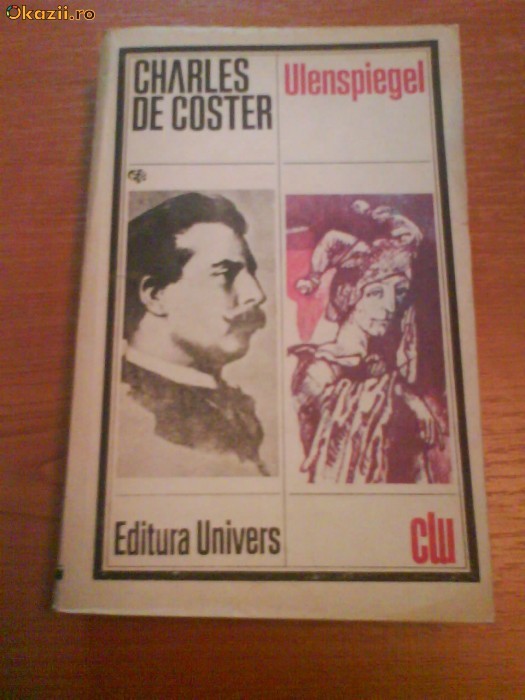 Okazii.ro
CHARLES
DE COSTER
Ulenspiegel
Editura Univers
clu